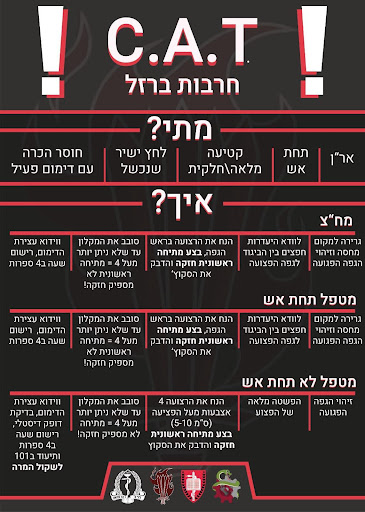 ! C.A.T !
חרבות ברזל
מתי?
אר"ן
תחת
אש
קטיעה
מלאה\חלקית
לחץ ישיר
שנכשל
חוסר הכרה
עם דימום פעיל
איך?
מח"צ
גרירה למקום
מחסה וזיהוי
הגפה הפגועה
לוודא היעדרות
חפצים בין הביגוד
לגפה הפצועה
הנח את הרצועה בראש
הגפה, בצע מתיחה
ראשונית חזקה והדבק
את הסקוץ'
סובב את המקלון
עד שלא ניתן יותר
מעל 4 = מתיחה
ראשונית לא
מספיק חזקה!
ווידוא עצירת
הדימום, רישום
שעה ב4 ספרות
מטפל תחת אש
גרירה למקום
מחסה וזיהוי
הגפה הפגועה
לוודא היעדרות
חפצים בין הביגוד
לגפה הפצועה
הנח את הרצועה בראש
הגפה, בצע מתיחה
ראשונית חזקה והדבק
את הסקוץ'
סובב את המקלון
עד שלא ניתן יותר
מעל 4 = מתיחה
ראשונית לא
מספיק חזקה!
ווידוא עצירת
הדימום, רישום
שעה ב4 ספרות
מטפל לא תחת אש
זיהוי הגפה
הפגועה
הפשטה מלאה
של הפצוע
הנח את הרצועה 4
אצבעות מעל הפציעה
(5-10 ס"מ)
בצע מתיחה ראשונית
חזקה והדבק את הסקוץ
סובב את המקלון
עד שלא ניתן יותר
מעל 4 = מתיחה
לא מספיק חזקה!
ווידוא עצירת
הדימום, בדיקת
דופק דיסטלי,
רישום שעה
ב4 ספרות
ותיעוד ב101
לשקול המרה